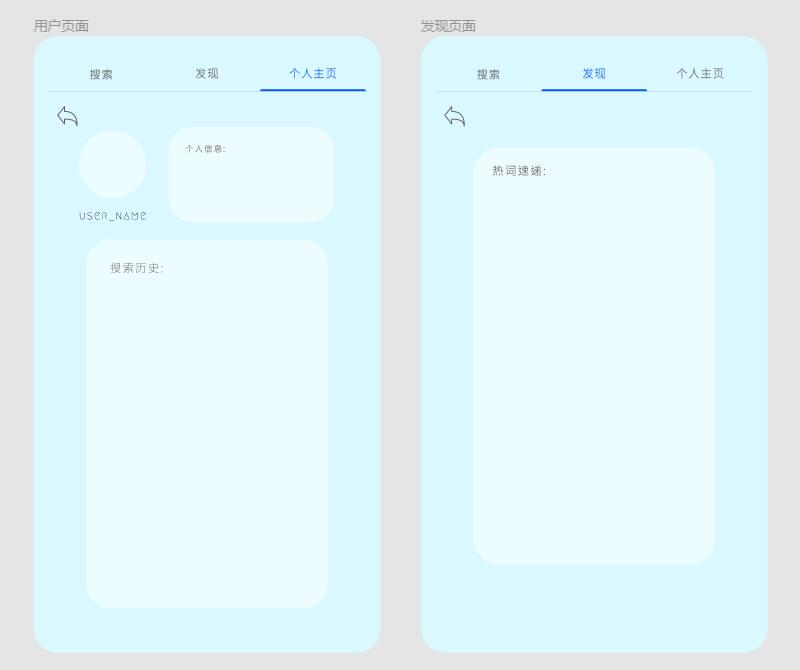 用户页面
搜索 发现 个人主页
个人信息:
USER_NAME
搜索历史:
发现页面
搜索 发现 个人主页
热词速递: